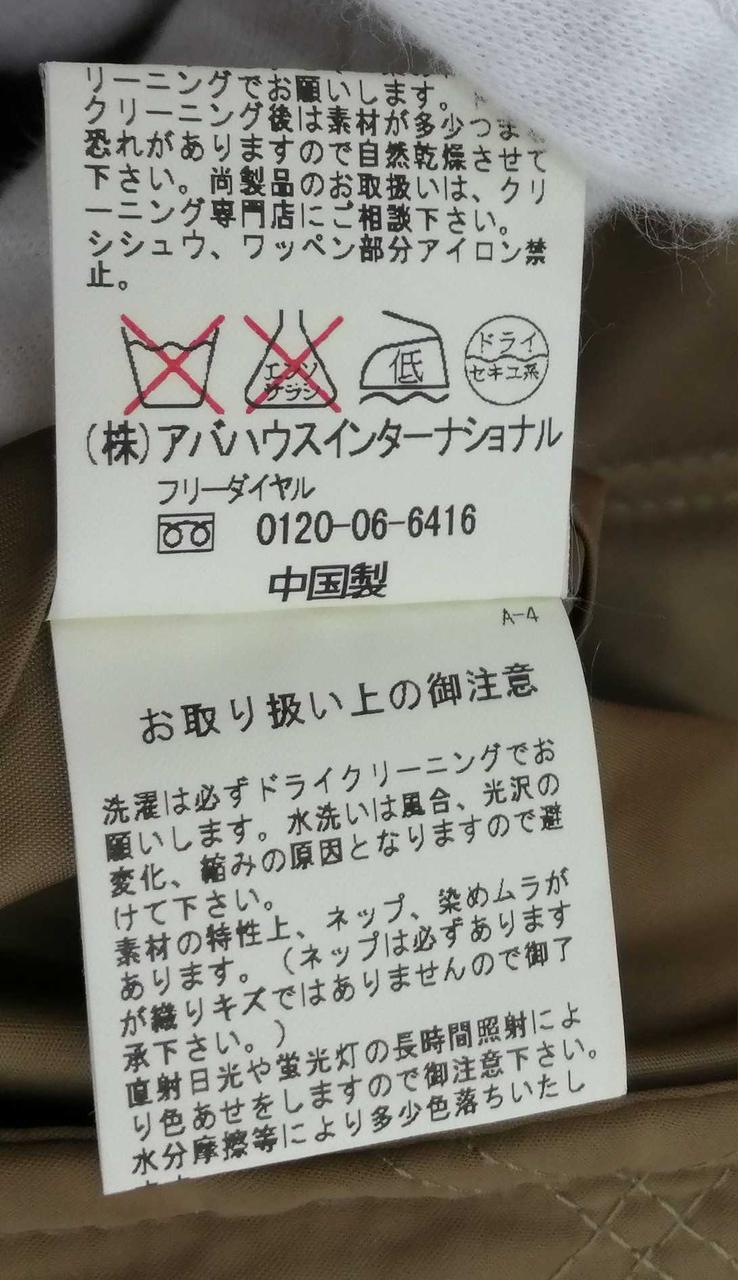 リーニングでお願いします。
クリーニング後は素材が多少つま
恐れがありますので自然乾燥させて
下さい。尚製品のお取扱いは、クリ
ーニング専門店にご相談下さい。
シシュウ、ワッペン部分アイロン禁
止。
エンソ
サラシ
低
ドライ
セキユ系
(株)アバハウスインターナショナル
フリーダイヤル
0120-06-6416
中国製
A-4
お取り扱い上の御注意
洗濯は必ずドライクリーニングでお
願いします。水洗いは風合、光沢の
変化、縮みの原因となりますので避
けて下さい。
素材の特性上、ネップ、染めムラが
あります。(ネップは必ずあります
が織りキズではありませんので御了
承下さい。)
直射日光や蛍光灯の長時間照射によ
り色あせをしますので御注意下さい。
水分摩擦等により多少色落ちいたし